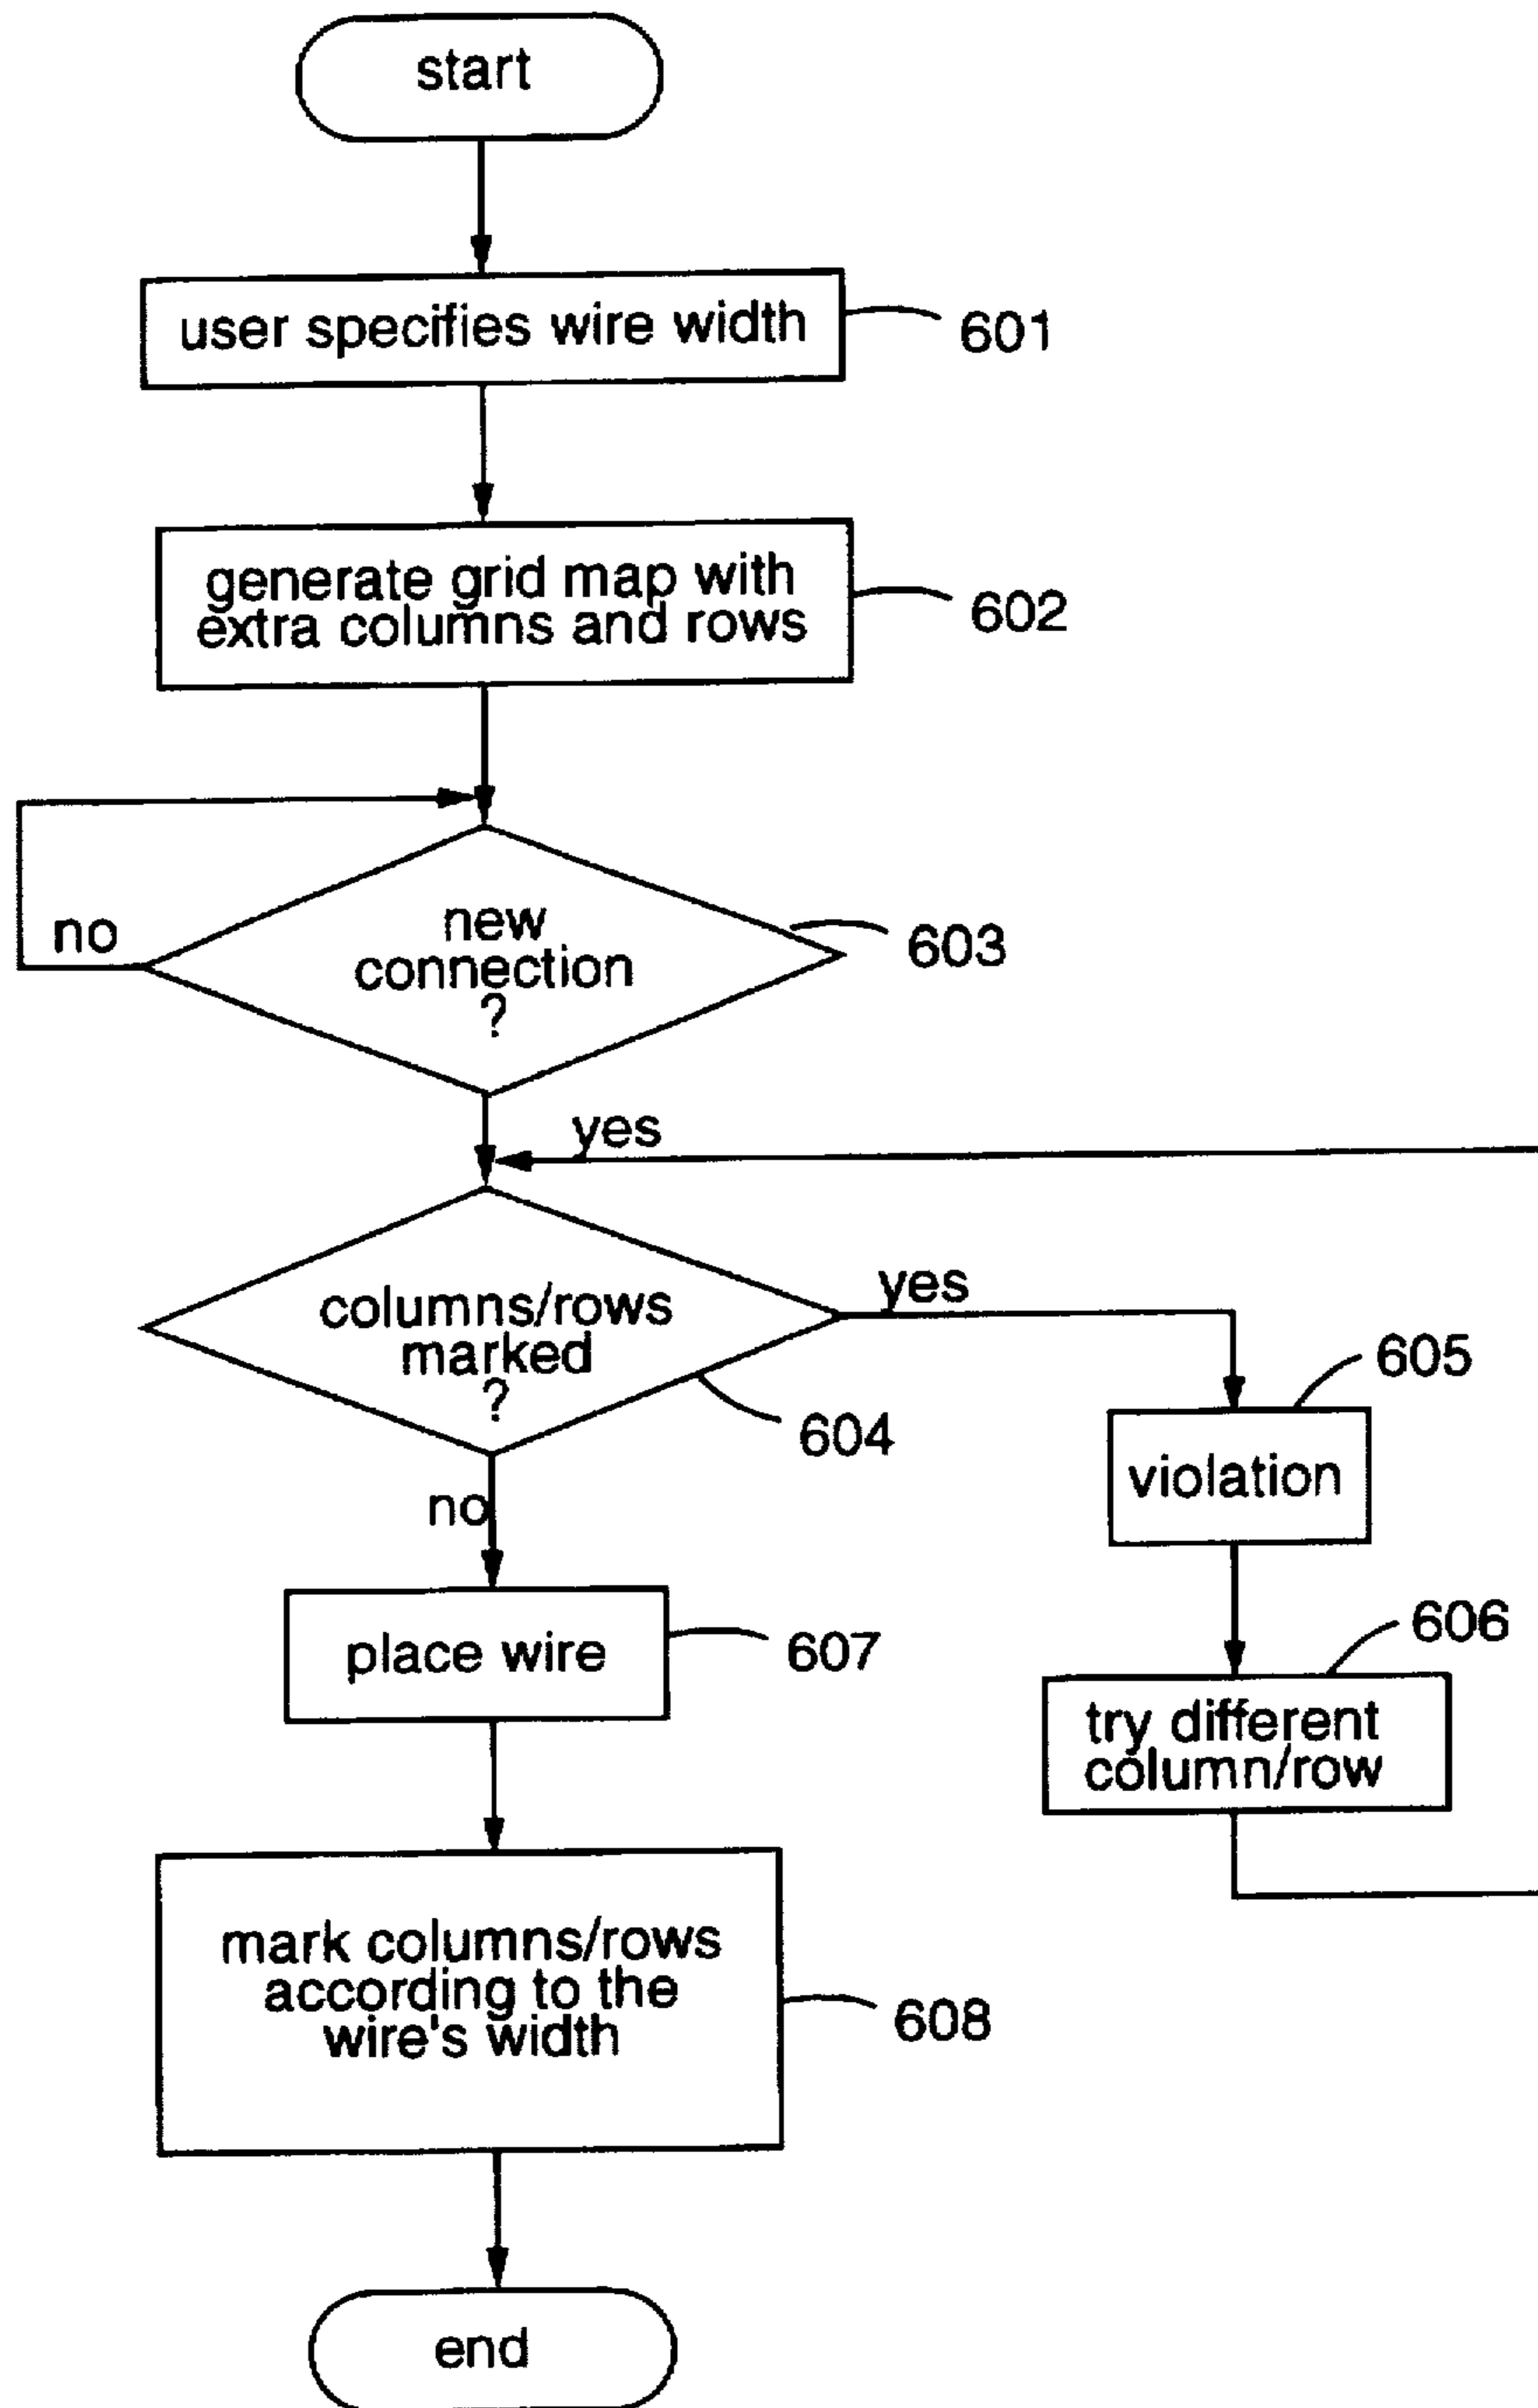 start
user specifies wire width
601
generate grid map with
extra columns and rows
602
no
new
connection
?
603
yes
columns/rows
marked
?
604
yes
605
violation
no
606
try different
column/row
place wire
607
mark columns/rows
according to the
wire's width
608
end